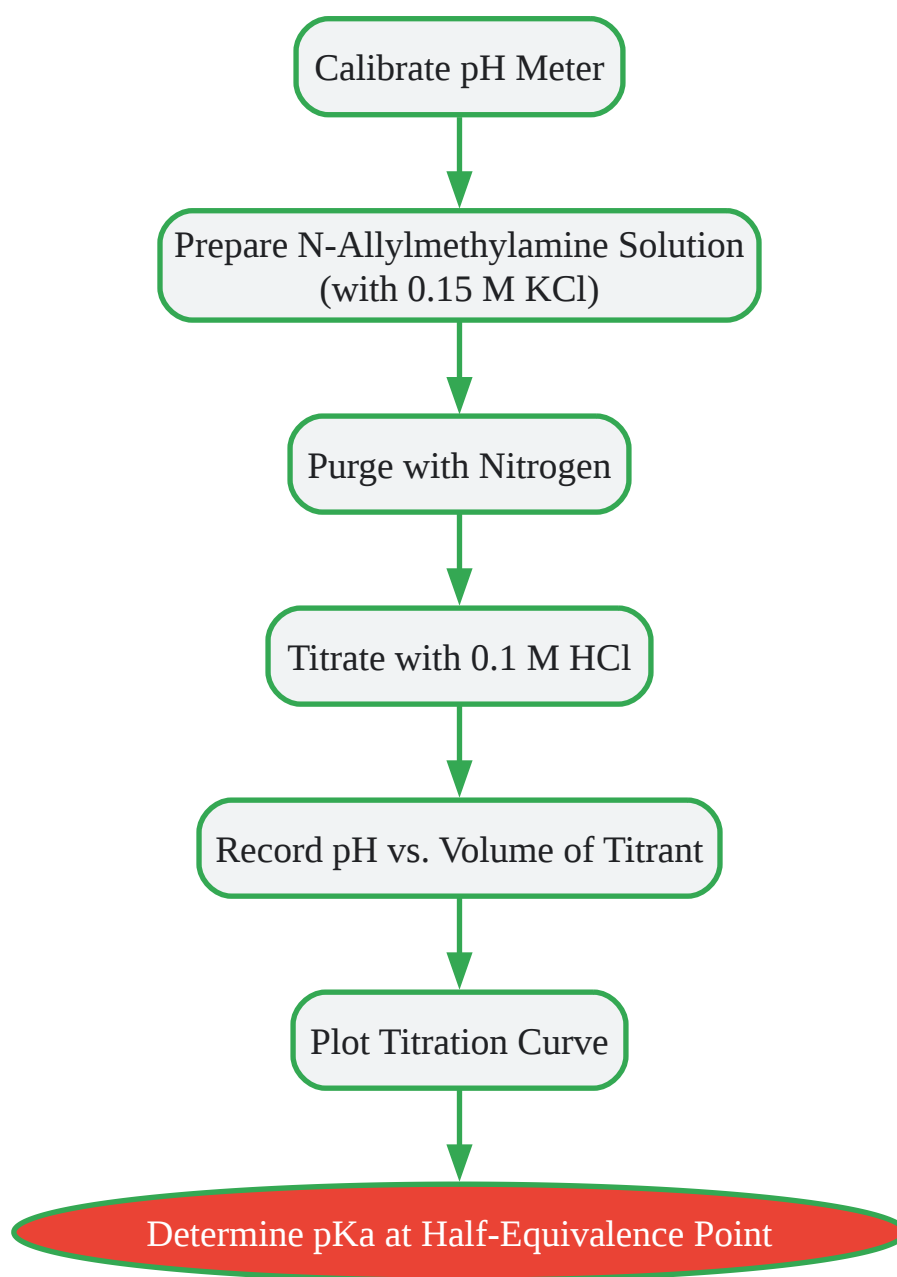 Calibrate pH Meter
Prepare N-Allylmethylamine Solution
(with 0.15 M KCl)
Purge with Nitrogen
Titrate with 0.1 M HCl
Record pH vs. Volume of Titrant
Plot Titration Curve
Determine pKa at Half-Equivalence Point